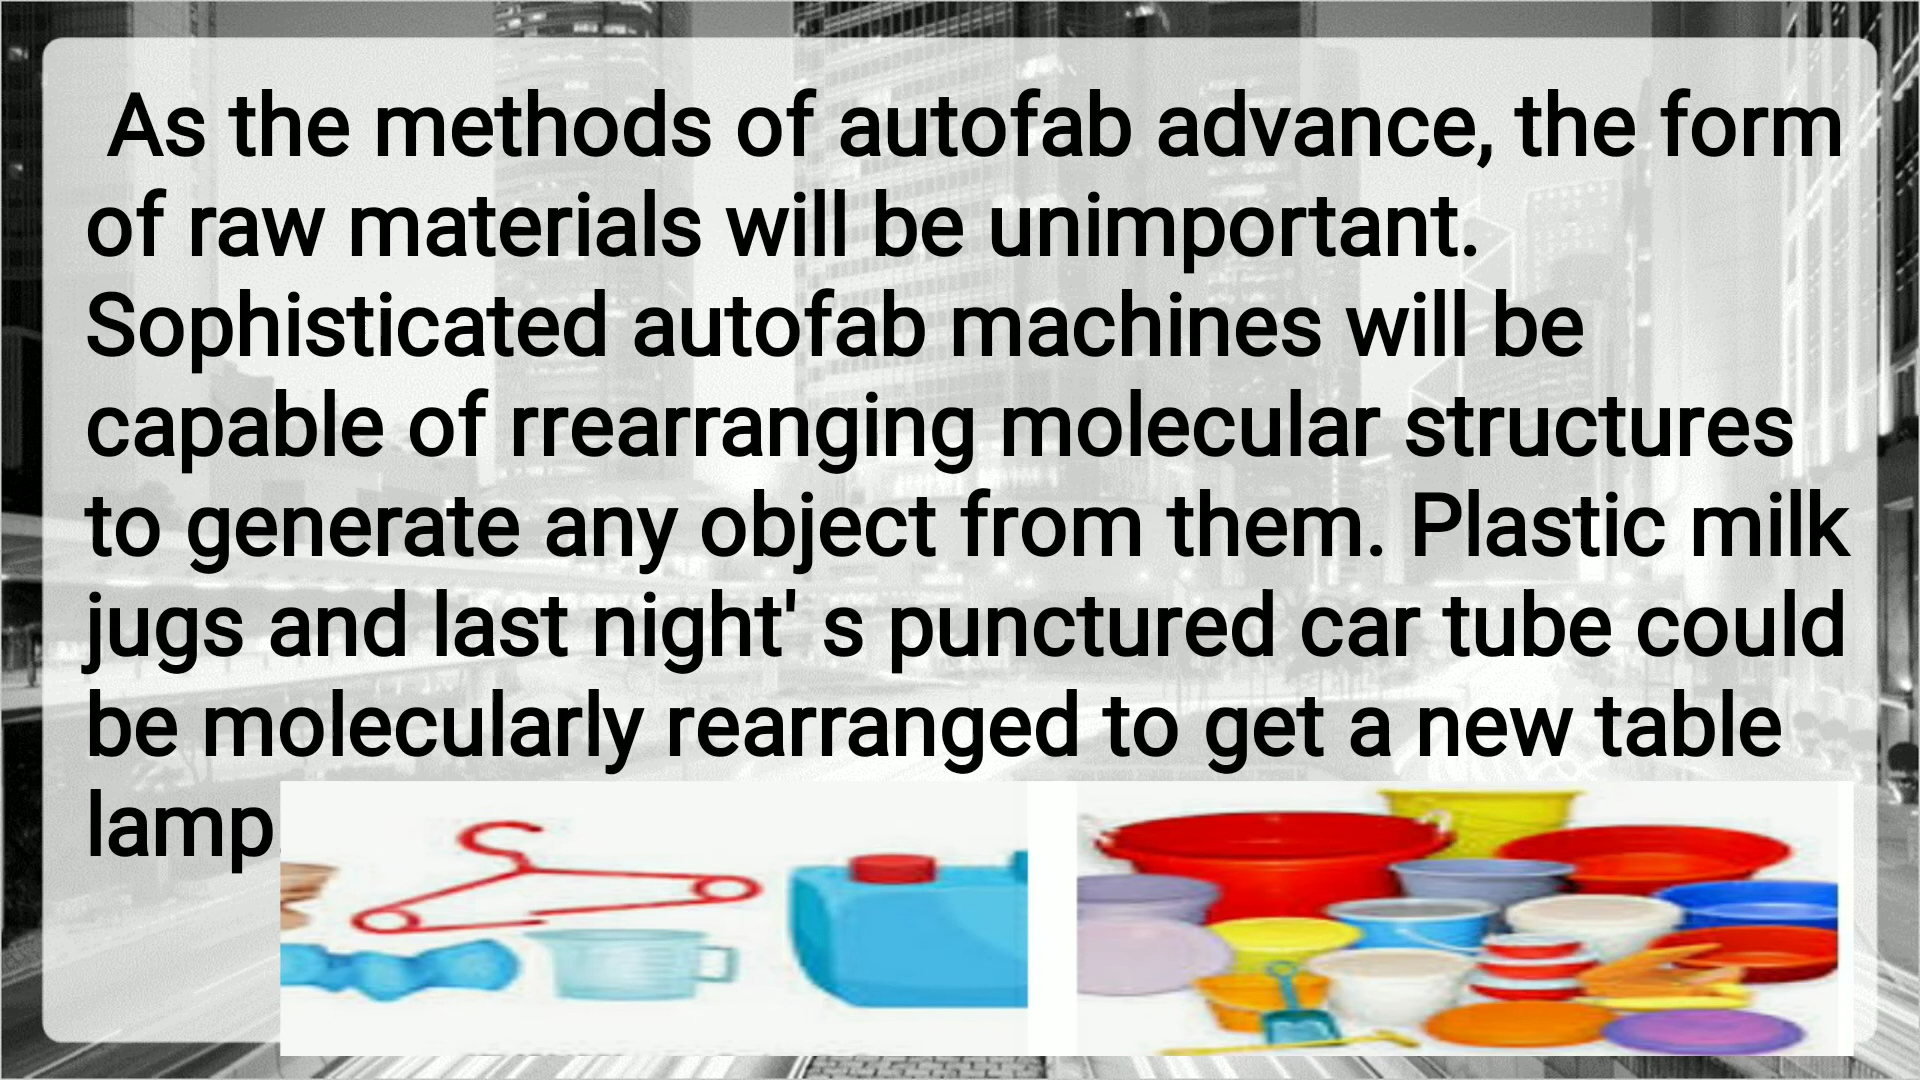 As the methods of autofab advance, the form
of raw materials will be unimportant.
Sophisticated autofab machines will be
capable of rrearranging molecular structures
to generate any object from them. Plastic milk
jugs and last night' s punctured car tube could
be molecularly rearranged to get a new table
lamp.